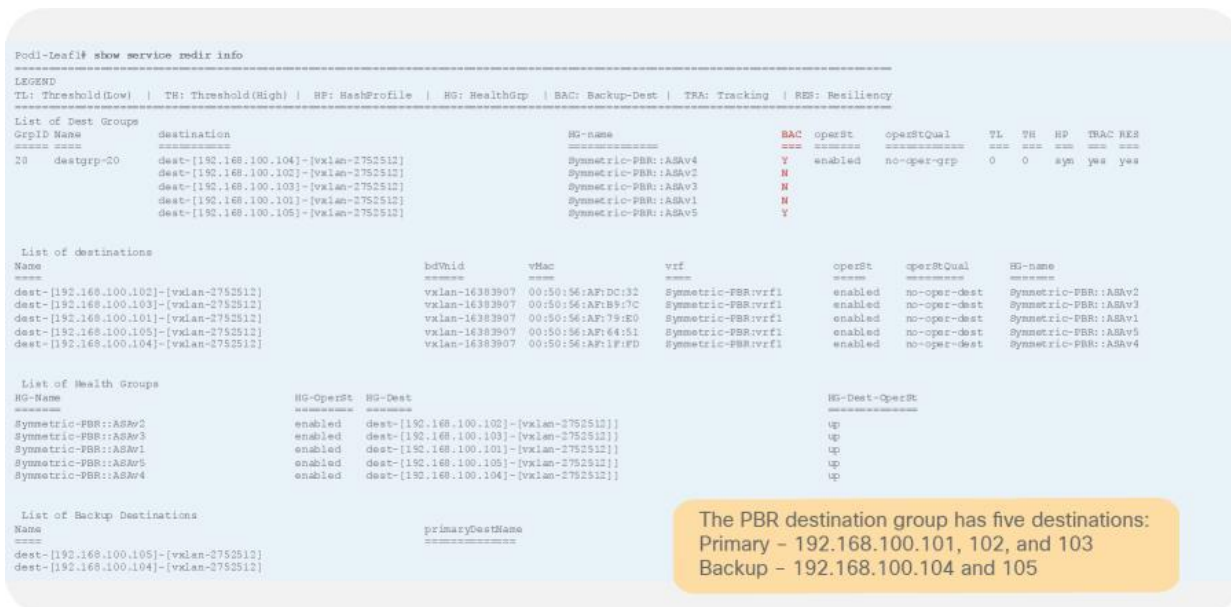 Pod1-Leaf1# show service redir info
LEGEND
TL: Threshold(Low) | TH: Threshold(High) | HP: HashProfile | HG: HealthGrp | BAC: Backup-Dest | TRA: Tracking | RES: Resiliency
List of Dest Groups
GrpID Name destination HG-name BAC operSt operStQual TL TH HP TRAC RES
20 destgrp-20 dest-[192.168.100.104]-[vxlan-2752512] Symmetric-PBR::ASAv4 Y enabled no-oper-grp 0 0 sym yes yes
dest-[192.168.100.102]-[vxlan-2752512] Symmetric-PBR::ASAv2 N
dest-[192.168.100.103]-[vxlan-2752512] Symmetric-PBR::ASAv3 N
dest-[192.168.100.101]-[vxlan-2752512] Symmetric-PBR::ASAv1 N
dest-[192.168.100.105]-[vxlan-2752512] Symmetric-PBR::ASAv5 Y
List of destinations
Name bdVnid vMac vrf operSt operStQual HG-name
dest-[192.168.100.102]-[vxlan-2752512] vxlan-16383907 00:50:56:AF:DC:32 Symmetric-PBR:vrf1 enabled no-oper-dest Symmetric-PBR::ASAv2
dest-[192.168.100.103]-[vxlan-2752512] vxlan-16383907 00:50:56:AF:B9:7C Symmetric-PBR:vrf1 enabled no-oper-dest Symmetric-PBR::ASAv3
dest-[192.168.100.101]-[vxlan-2752512] vxlan-16383907 00:50:56:AF:79:E0 Symmetric-PBR:vrf1 enabled no-oper-dest Symmetric-PBR::ASAv1
dest-[192.168.100.105]-[vxlan-2752512] vxlan-16383907 00:50:56:AF:64:51 Symmetric-PBR:vrf1 enabled no-oper-dest Symmetric-PBR::ASAv5
dest-[192.168.100.104]-[vxlan-2752512] vxlan-16383907 00:50:56:AF:1F:FD Symmetric-PBR:vrf1 enabled no-oper-dest Symmetric-PBR::ASAv4
List of Health Groups
HG-Name HG-OperSt HG-Dest HG-Dest-OperSt
Symmetric-PBR::ASAv2 enabled dest-[192.168.100.102]-[vxlan-2752512]] up
Symmetric-PBR::ASAv3 enabled dest-[192.168.100.103]-[vxlan-2752512]] up
Symmetric-PBR::ASAv1 enabled dest-[192.168.100.101]-[vxlan-2752512]] up
Symmetric-PBR::ASAv5 enabled dest-[192.168.100.105]-[vxlan-2752512]] up
Symmetric-PBR::ASAv4 enabled dest-[192.168.100.104]-[vxlan-2752512]] up
List of Backup Destinations
Name primaryDestName
dest-[192.168.100.105]-[vxlan-2752512]
dest-[192.168.100.104]-[vxlan-2752512]
The PBR destination group has five destinations:
Primary – 192.168.100.101, 102, and 103
Backup – 192.168.100.104 and 105